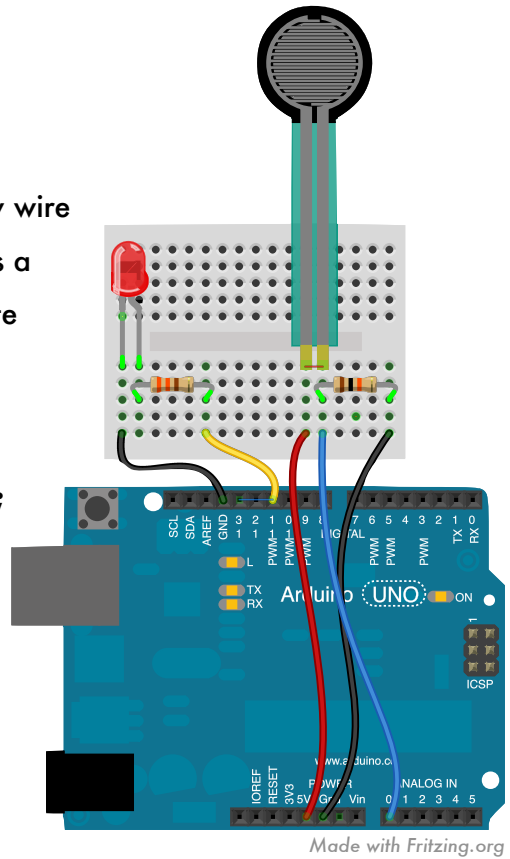 y wire
s a
re
SCL
SDA
AREF
GND
13
12
PWM 11
PWM 10
PWM 9
8
DIGITAL
7
PWM 6
PWM 5
4
PWM 3
2
TX 1
RX 0
L
TX
RX
Arduino UNO
ON
1
ICSP
www.arduino.cc
POWER
ANALOG IN
IOREF
RESET
3V3
5V
Gnd
Vin
0 1 2 3 4 5
Made with Fritzing.org